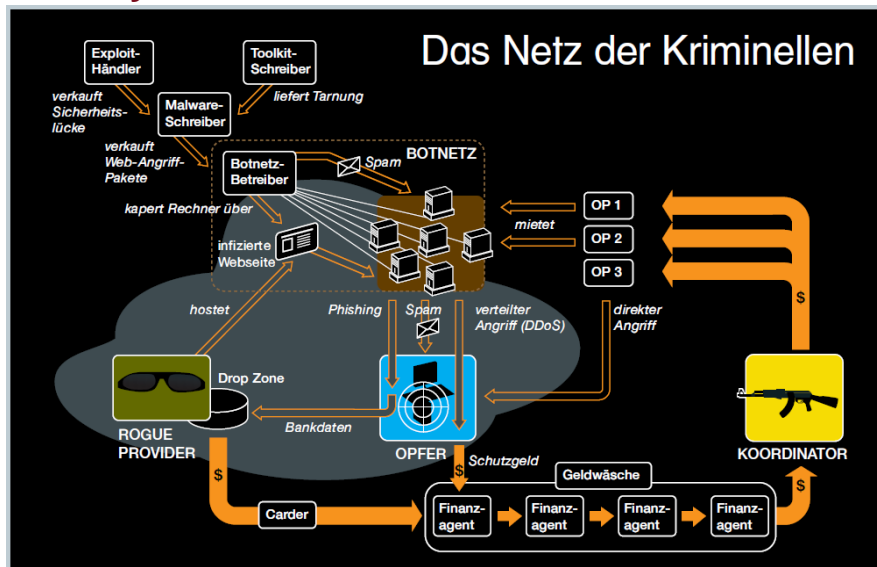 Das Netz der Kriminellen
Exploit-
Händler
Toolkit-
Schreiber
verkauft
Sicherheits-
lücke
liefert Tarnung
Malware-
Schreiber
verkauft
Web-Angriff-
Pakete
BOTNETZ
Spam
Botnetz-
Betreiber
kapert Rechner über
infizierte
Webseite
OP 1
mietet
OP 2
OP 3
hostet
Phishing
Spam
verteilter
Angriff (DDoS)
direkter
Angriff
Drop Zone
Bankdaten
ROGUE
PROVIDER
OPFER
KOORDINATOR
$
$
$
$
Schutzgeld
Geldwäsche
Carder
Finanz-
agent
Finanz-
agent
Finanz-
agent
Finanz-
agent